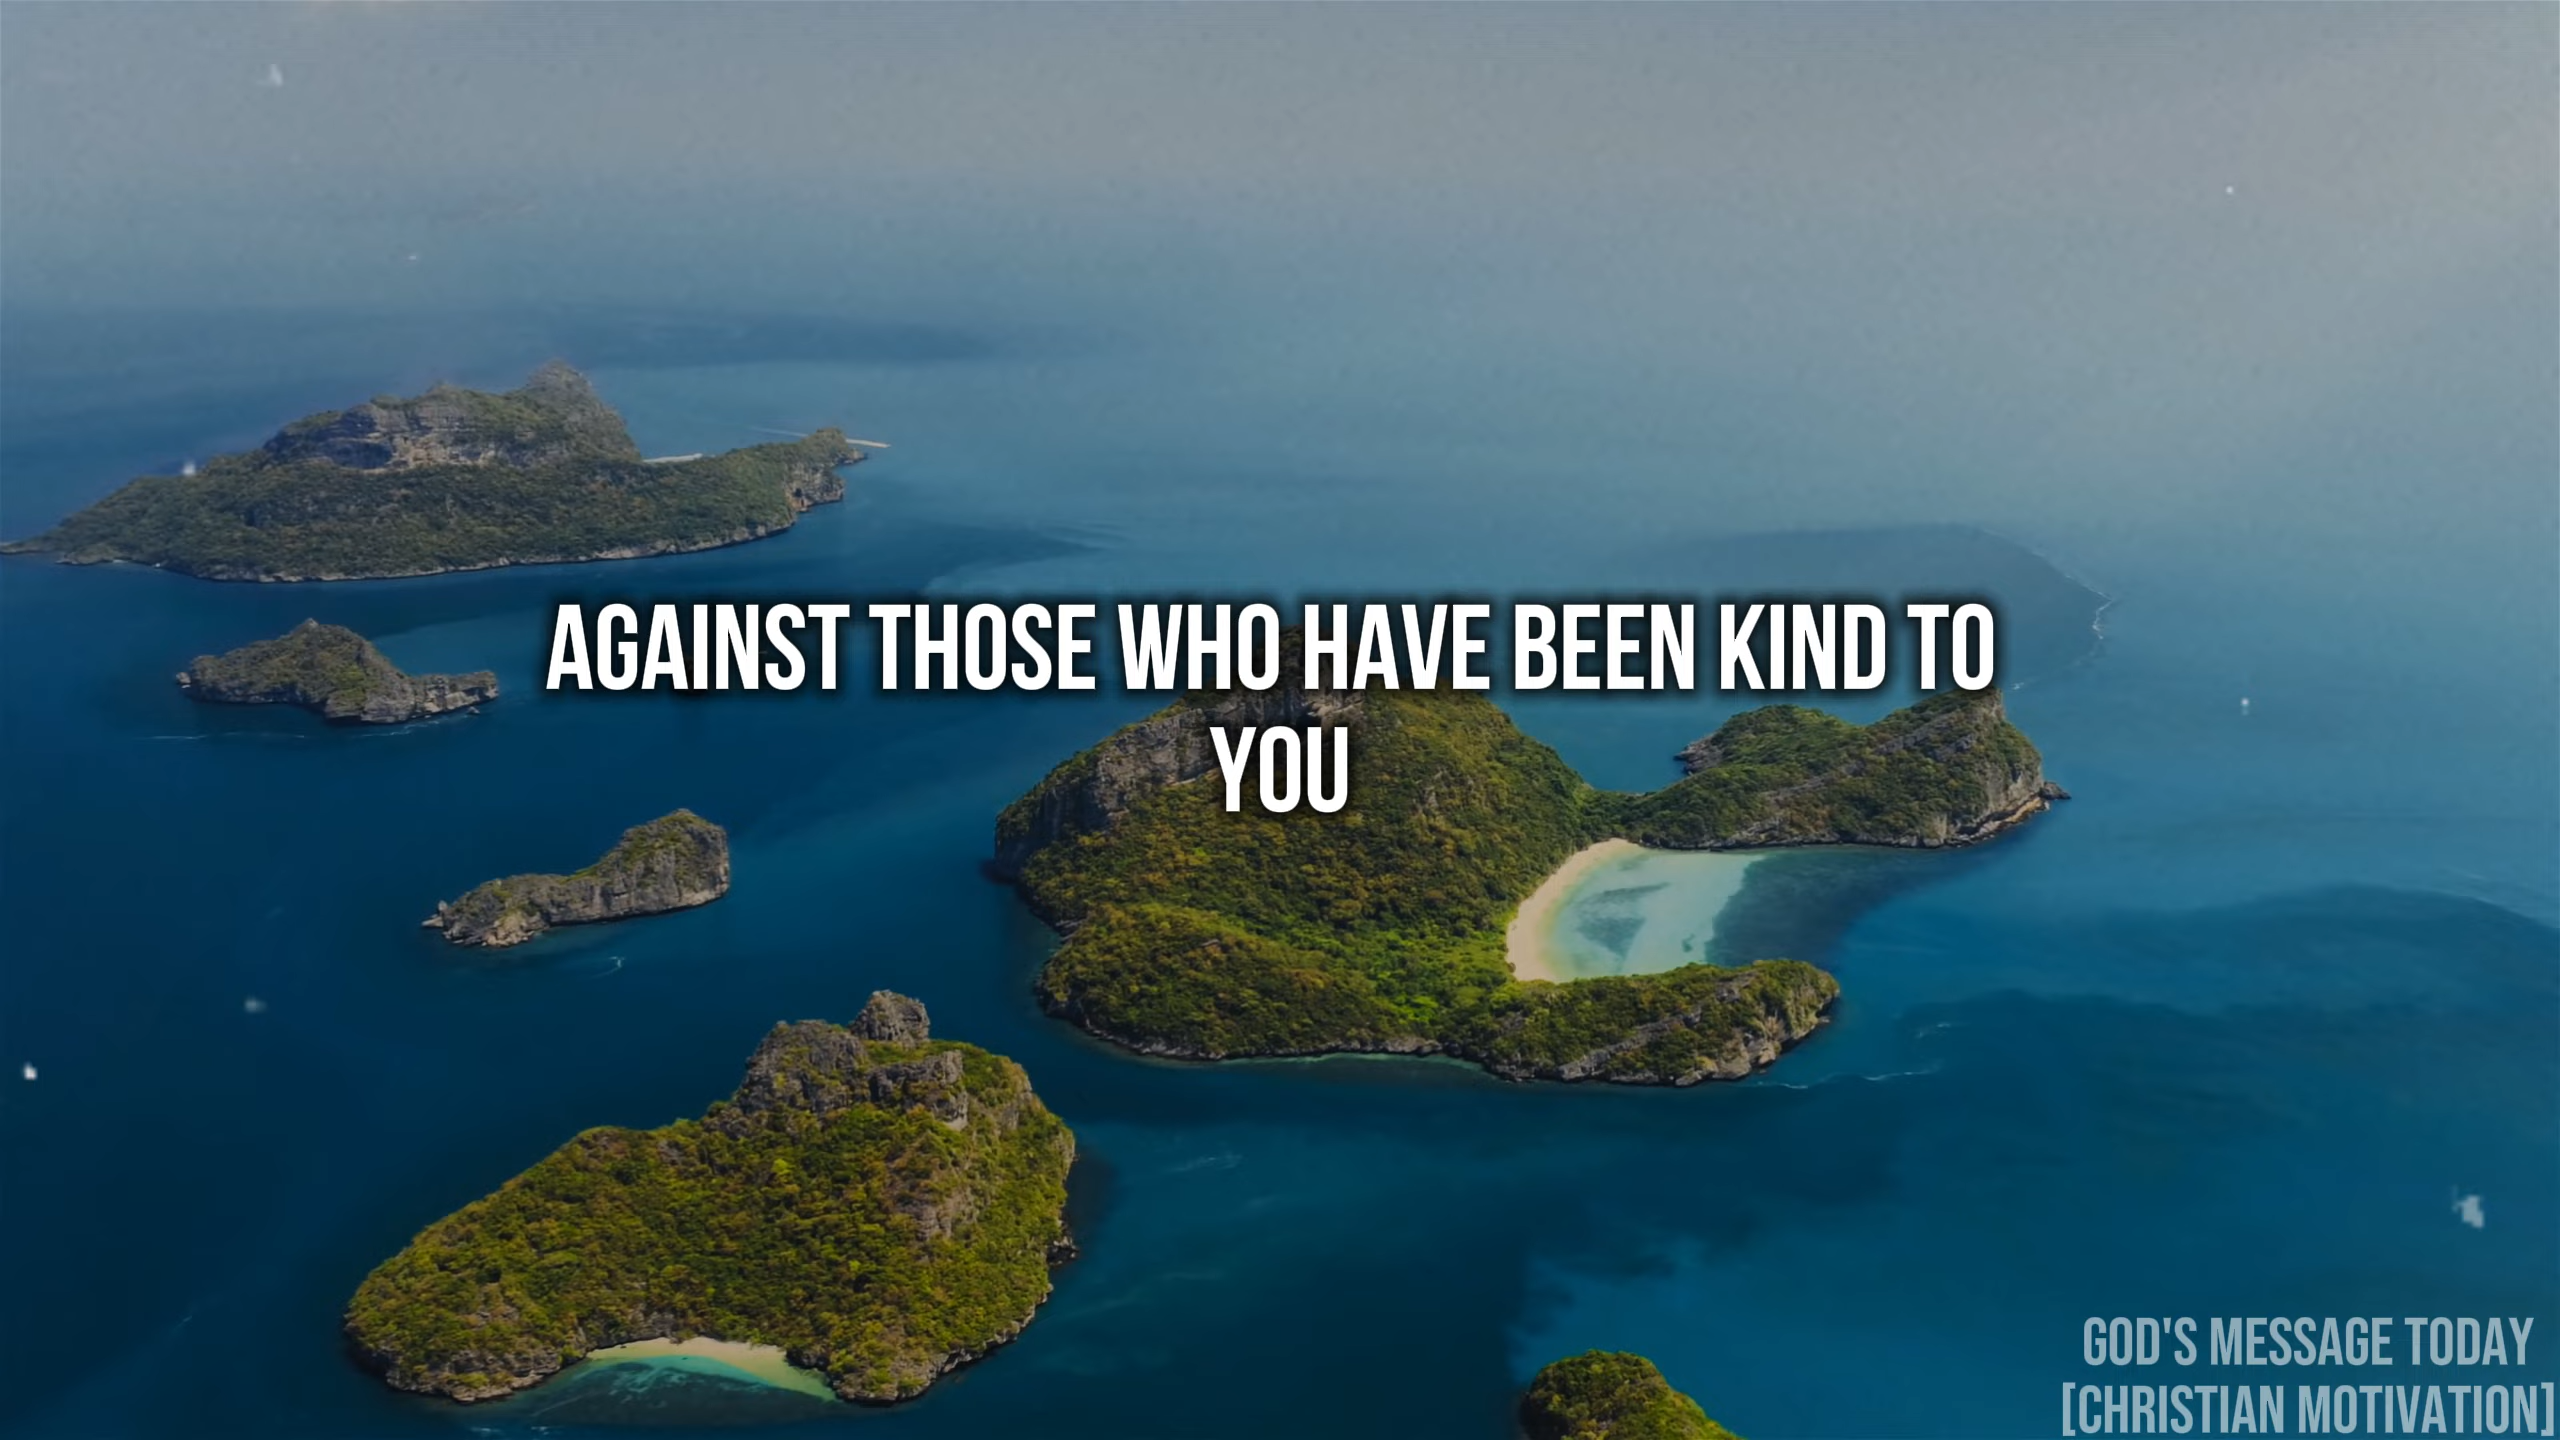 AGAINST THOSE WHO HAVE BEEN KIND TO
YOU
GOD'S MESSAGE TODAY
[CHRISTIAN MOTIVATION]